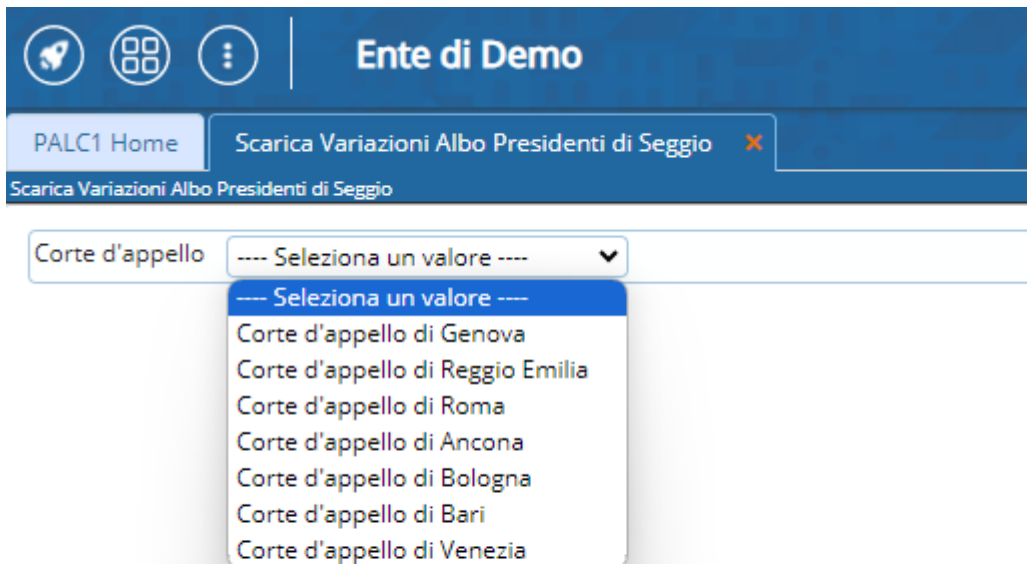 Ente di Demo
PALC1 Home
Scarica Variazioni Albo Presidenti di Seggio
Scarica Variazioni Albo Presidenti di Seggio
Corte d'appello
---- Seleziona un valore ----
---- Seleziona un valore ----
Corte d'appello di Genova
Corte d'appello di Reggio Emilia
Corte d'appello di Roma
Corte d'appello di Ancona
Corte d'appello di Bologna
Corte d'appello di Bari
Corte d'appello di Venezia